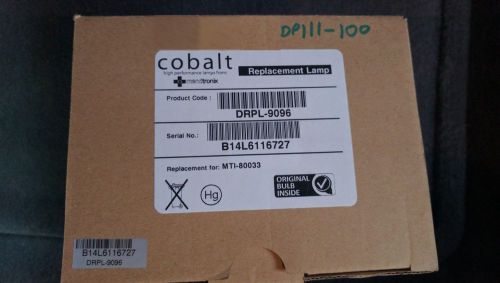 DP111-100
cobalt
high performance lamps from
Replacement Lamp
Product Code :
DRPL-9096
Serial No.:
B14L6116727
Replacement for: MTI-80033
Hg
ORIGINAL
BULB
INSIDE
B14L6116727
DRPL-9096